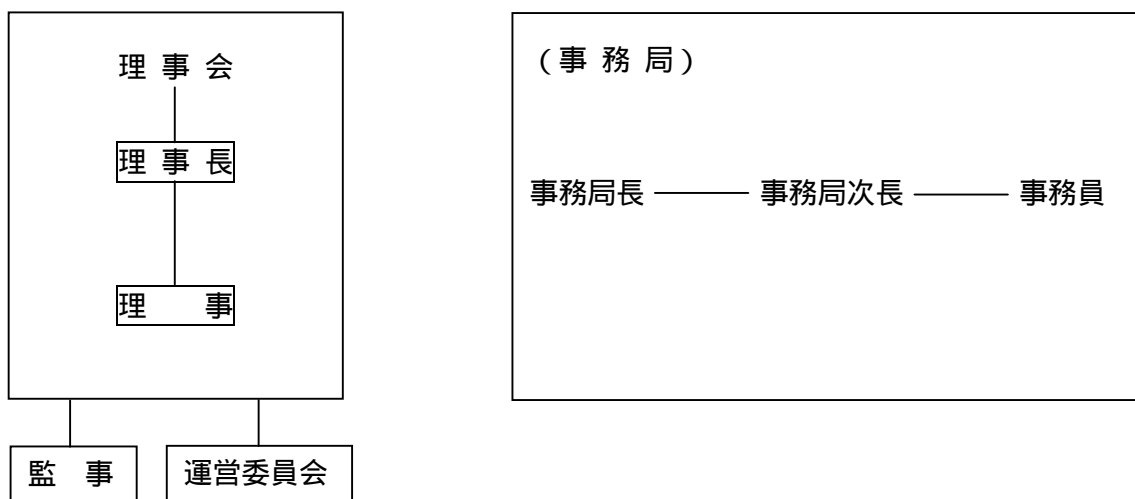 理 事 会
(事 務 局)
理 事 長
事務局長 事務局次長 事務員
理 事
監 事 運営委員会